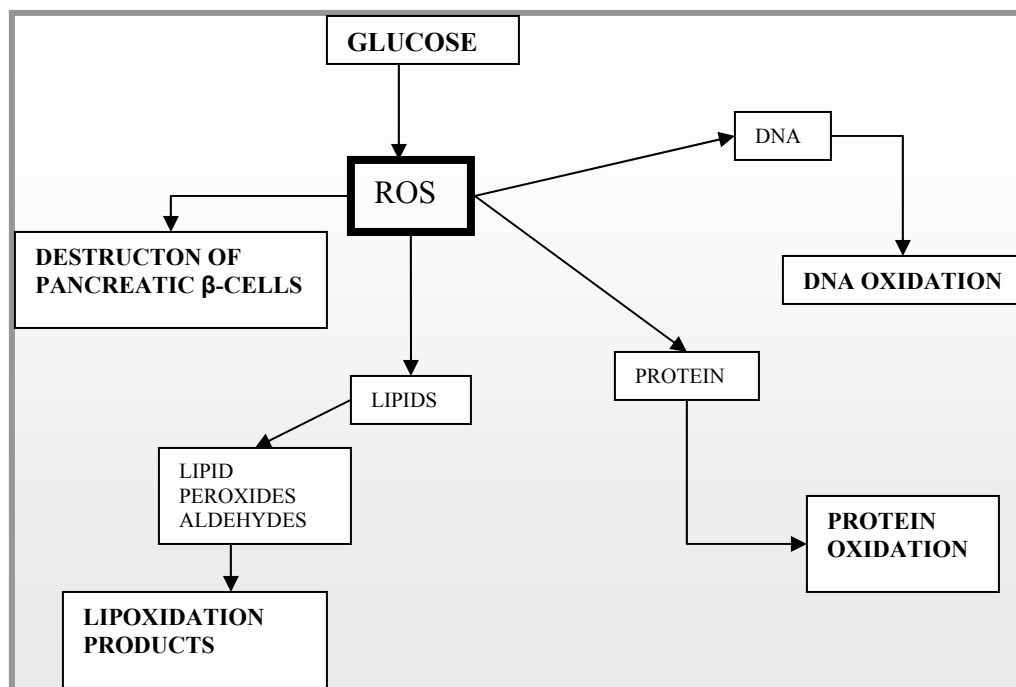 GLUCOSE
DNA
ROS
DESTRUCTON OF
PANCREATIC β-CELLS
DNA OXIDATION
PROTEIN
LIPIDS
LIPID
PEROXIDES
ALDEHYDES
PROTEIN
OXIDATION
LIPOXIDATION
PRODUCTS